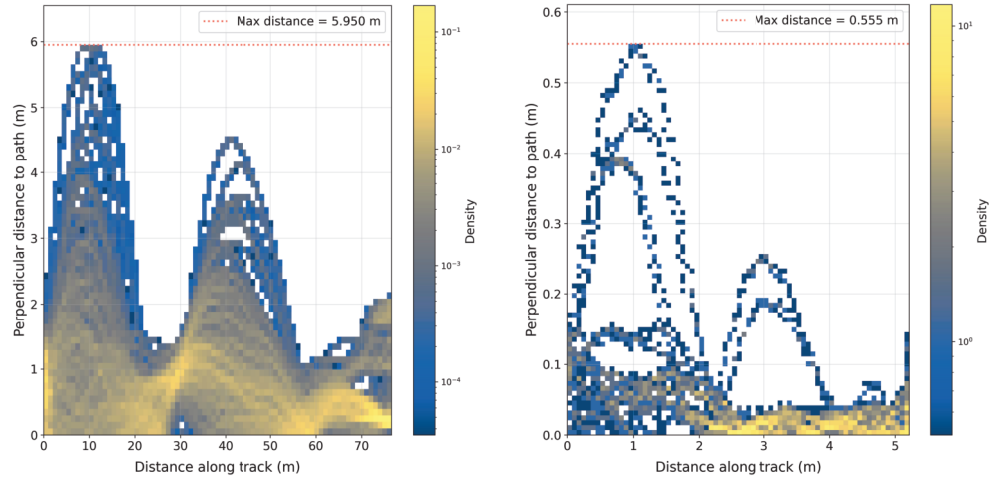 Max distance = 5.950 m
Perpendicular distance to path (m)
6
5
4
3
2
1
0
0 10 20 30 40 50 60 70
Distance along track (m)
10⁻¹
10⁻²
10⁻³
10⁻⁴
Density
Max distance = 0.555 m
Perpendicular distance to path (m)
0.6
0.5
0.4
0.3
0.2
0.1
0.0
0 1 2 3 4 5
Distance along track (m)
10¹
10⁰
Density